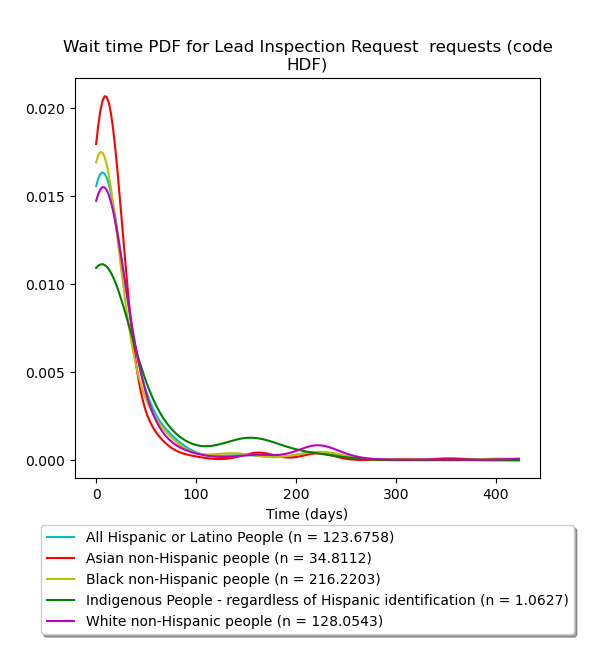 Wait time PDF for Lead Inspection Request  requests (code
HDF)
0.020
0.015
0.010
0.005
0.000
0
100
200
300
400
Time (days)
All Hispanic or Latino People (n = 123.6758)
Asian non-Hispanic people (n = 34.8112)
Black non-Hispanic people (n = 216.2203)
Indigenous People - regardless of Hispanic identification (n = 1.0627)
White non-Hispanic people (n = 128.0543)